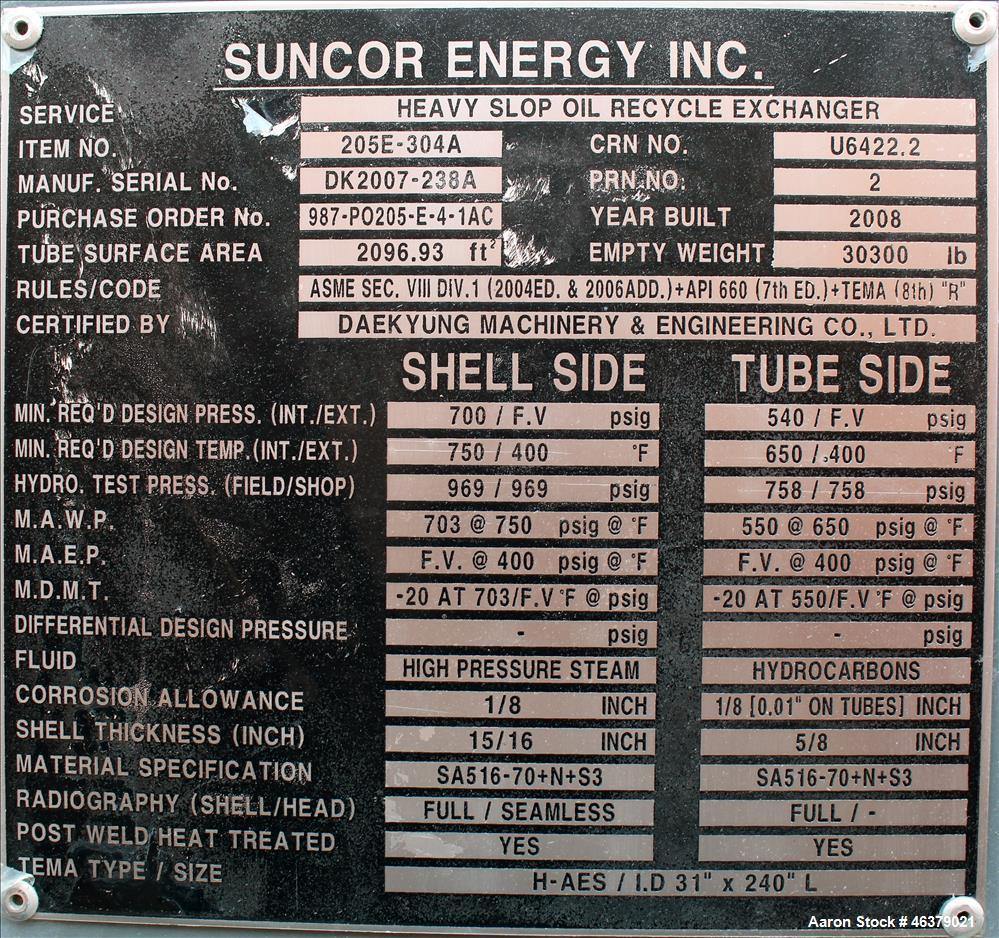 SUNCOR ENERGY INC.
SERVICE HEAVY SLOP OIL RECYCLE EXCHANGER
ITEM NO. 205E-304A CRN NO. U6422.2
MANUF. SERIAL No. DK2007-238A PRN NO. 2
PURCHASE ORDER No. 987-PO205-E-4-1AC YEAR BUILT 2008
TUBE SURFACE AREA 2096.93 ft² EMPTY WEIGHT 30300 lb
RULES/CODE ASME SEC. VIII DIV.1 (2004ED. & 2006ADD.)+API 660 (7th ED.)+TEMA (8th) "R"
CERTIFIED BY DAEKYUNG MACHINERY & ENGINEERING CO., LTD.
SHELL SIDE TUBE SIDE
MIN. REQ'D DESIGN PRESS. (INT./EXT.) 700 / F.V psig 540 / F.V psig
MIN. REQ'D DESIGN TEMP.(INT./EXT.) 750 / 400 °F 650 / 400 °F
HYDRO. TEST PRESS. (FIELD/SHOP) 969 / 969 psig 758 / 758 psig
M.A.W.P. 703 @ 750 psig @ °F 550 @ 650 psig @ °F
M.A.E.P. F.V. @ 400 psig @ °F F.V. @ 400 psig @ °F
M.D.M.T. -20 AT 703/F.V °F @ psig -20 AT 550/F.V °F @ psig
DIFFERENTIAL DESIGN PRESSURE - psig - psig
FLUID HIGH PRESSURE STEAM HYDROCARBONS
CORROSION ALLOWANCE 1/8 INCH 1/8 [0.01" ON TUBES] INCH
SHELL THICKNESS (INCH) 15/16 INCH 5/8 INCH
MATERIAL SPECIFICATION SA516-70+N+S3 SA516-70+N+S3
RADIOGRAPHY (SHELL/HEAD) FULL / SEAMLESS FULL / -
POST WELD HEAT TREATED YES YES
TEMA TYPE / SIZE H-AES / I.D 31" x 240" L
Aaron Stock # 46379021